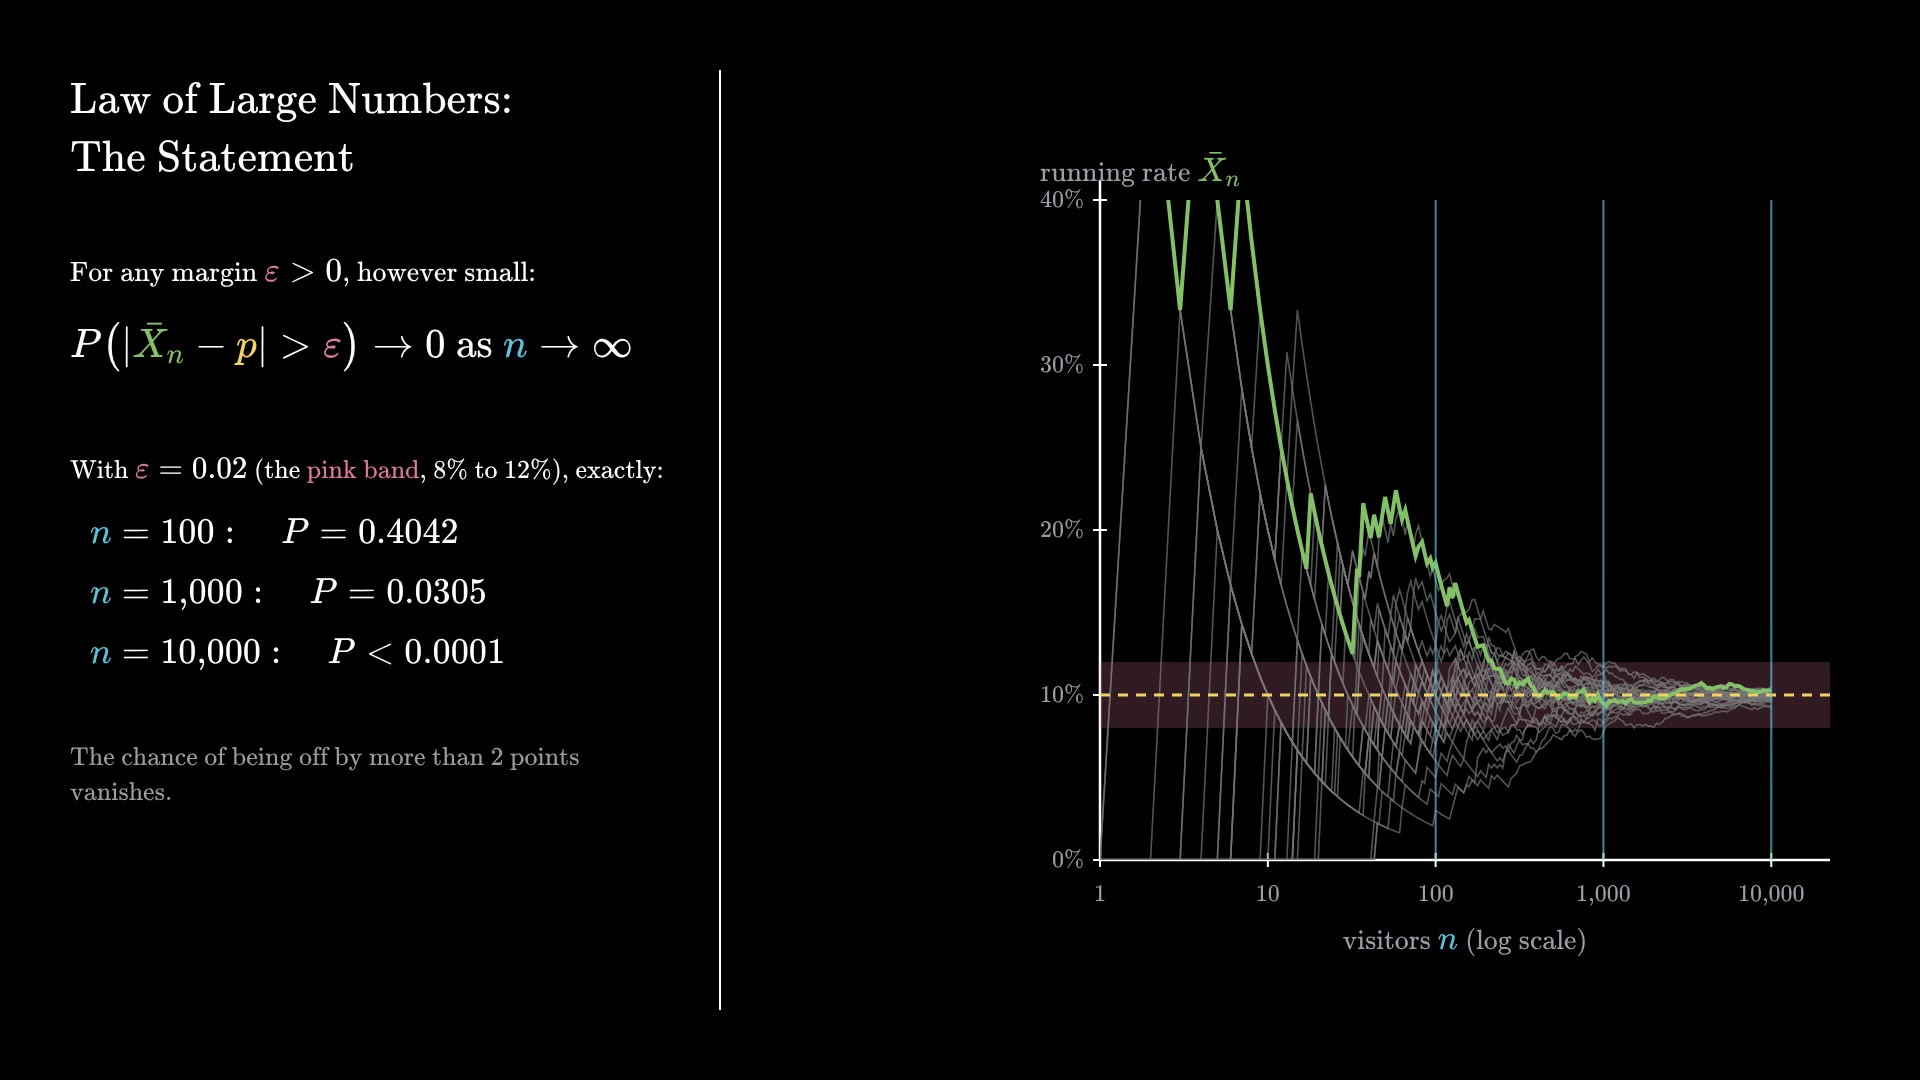 Law of Large Numbers:
The Statement
For any margin ε > 0, however small:
P(|X̄ₙ − p| > ε) → 0 as n → ∞
With ε = 0.02 (the pink band, 8% to 12%), exactly:
n = 100 : P = 0.4042
n = 1,000 : P = 0.0305
n = 10,000 : P < 0.0001
The chance of being off by more than 2 points
vanishes.
running rate X̄ₙ
40%
30%
20%
10%
0%
1 10 100 1,000 10,000
visitors n (log scale)